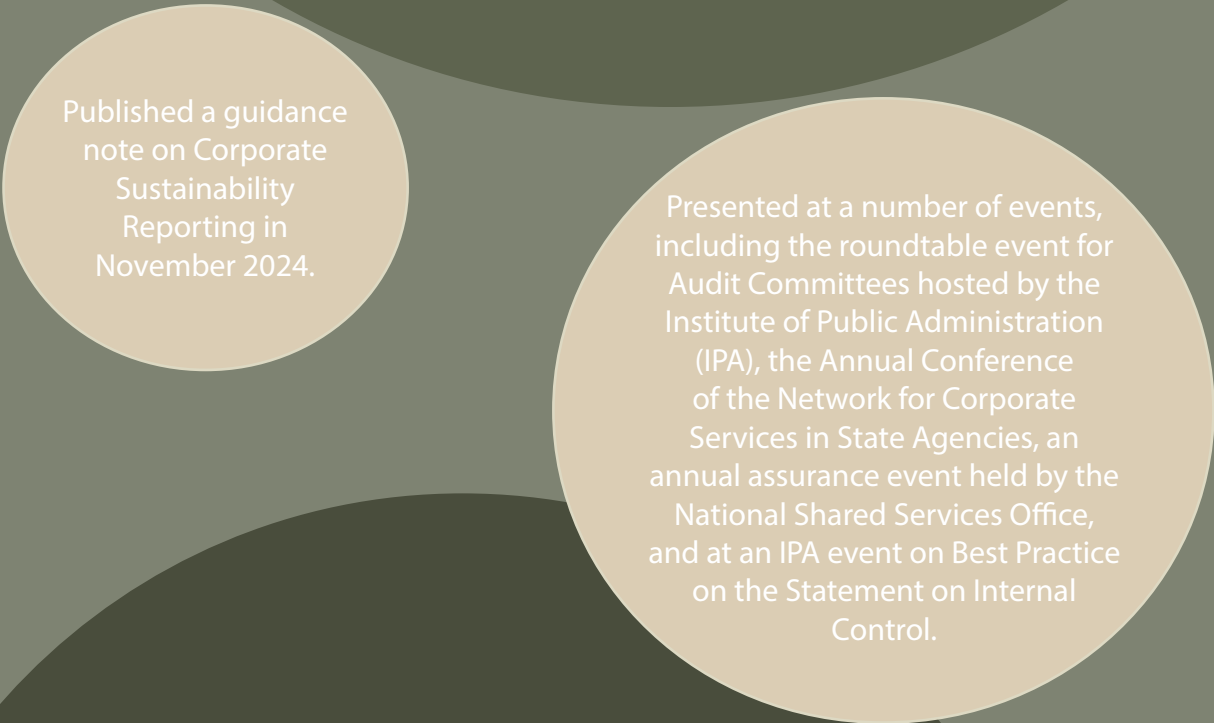 Published a guidance
note on Corporate
Sustainability
Reporting in
November 2024.
Presented at a number of events,
including the roundtable event for
Audit Committees hosted by the
Institute of Public Administration
(IPA), the Annual Conference
of the Network for Corporate
Services in State Agencies, an
annual assurance event held by the
National Shared Services Office,
and at an IPA event on Best Practice
on the Statement on Internal
Control.